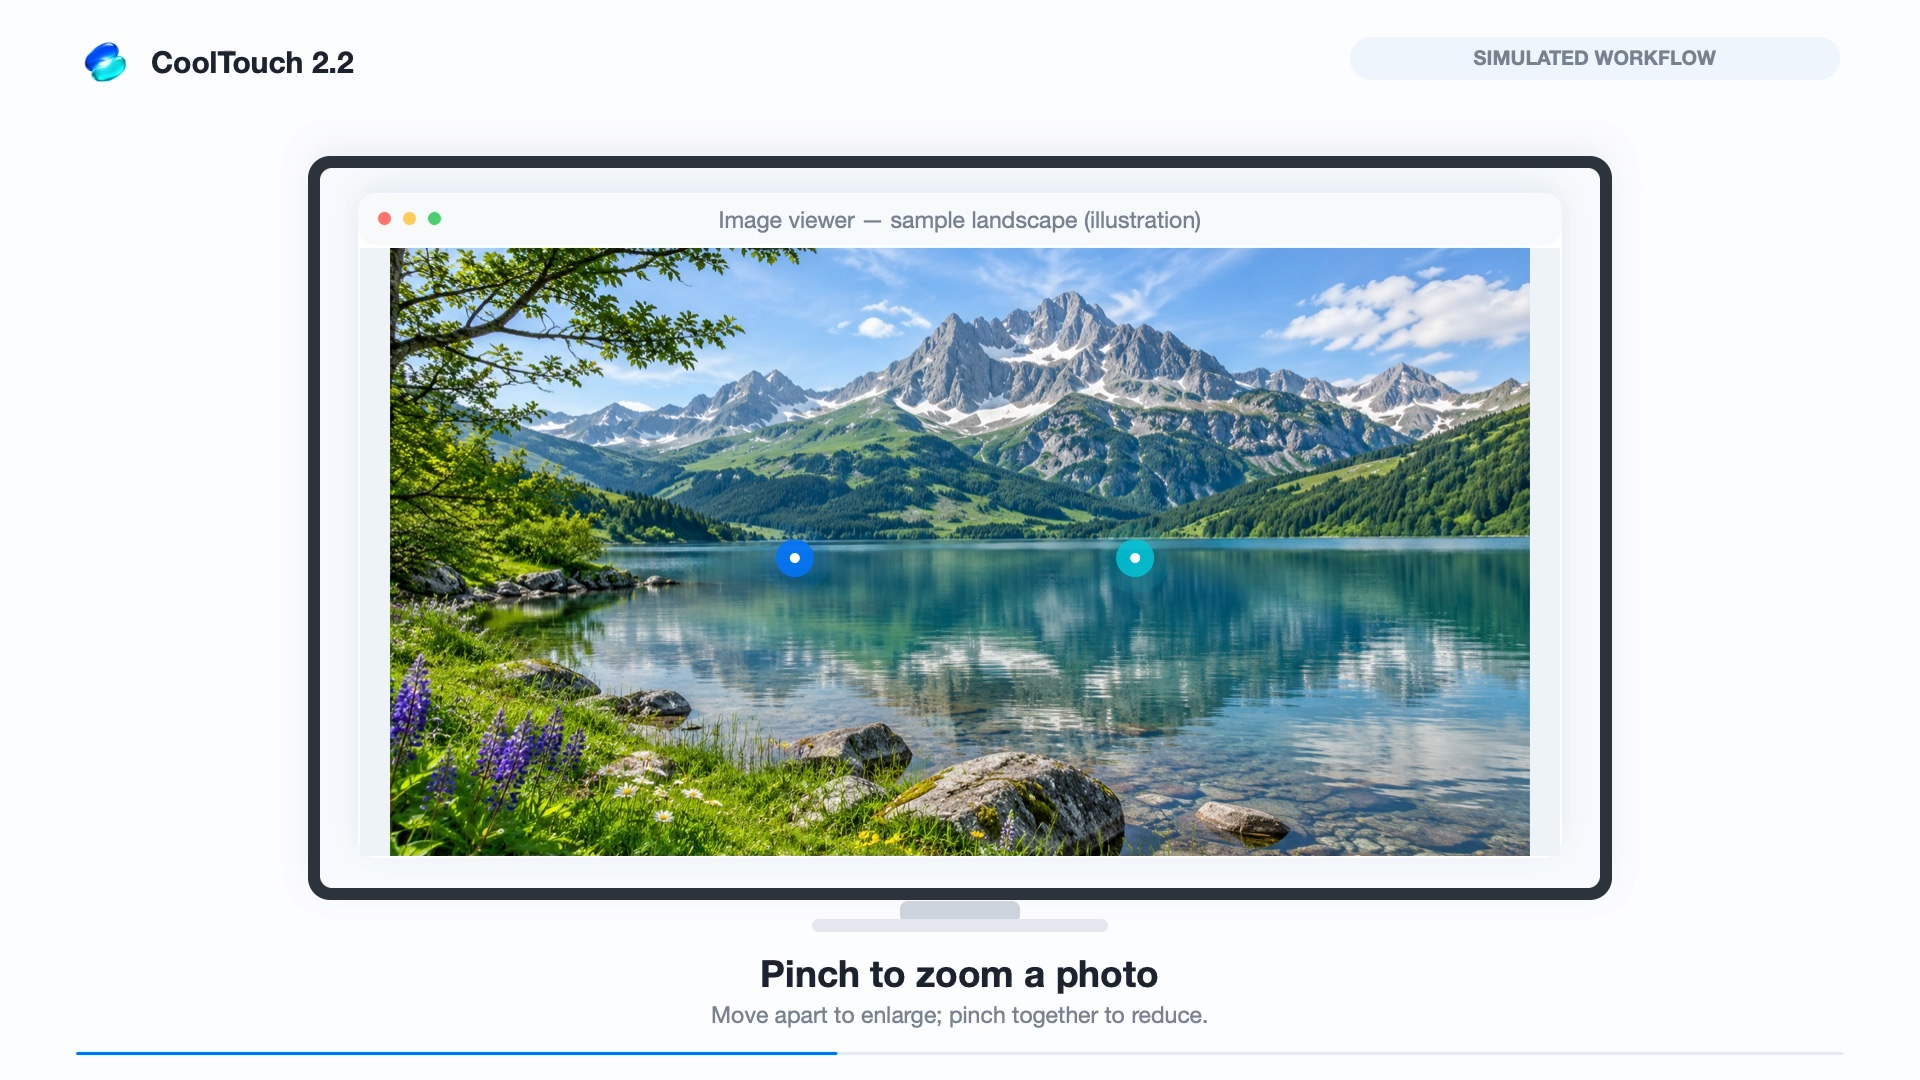 CoolTouch 2.2
SIMULATED WORKFLOW
Image viewer — sample landscape (illustration)
Pinch to zoom a photo
Move apart to enlarge; pinch together to reduce.